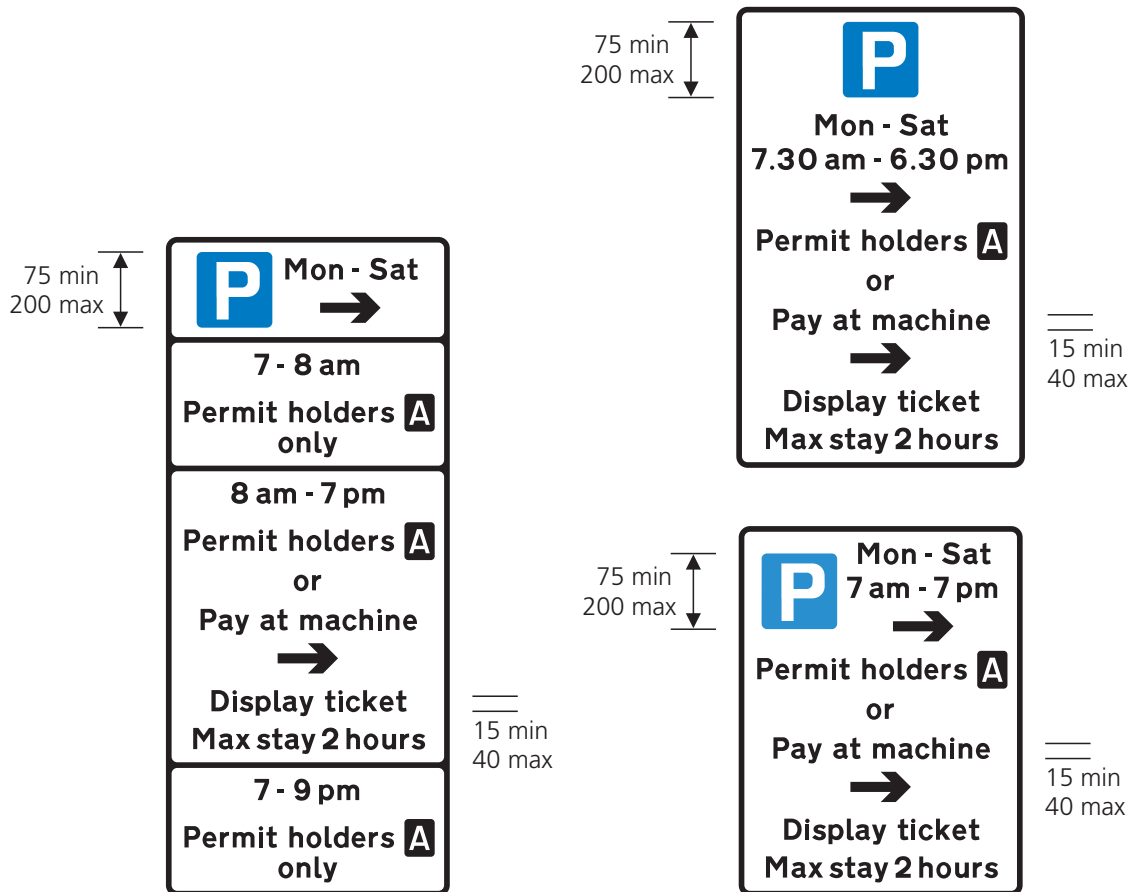 75 min
200 max
P
Mon - Sat
7 - 8 am
Permit holders A
only
8 am - 7 pm
Permit holders A
or
Pay at machine
Display ticket
Max stay 2 hours
15 min
40 max
7 - 9 pm
Permit holders A
only
75 min
200 max
P
Mon - Sat
7.30 am - 6.30 pm
Permit holders A
or
Pay at machine
15 min
40 max
Display ticket
Max stay 2 hours
75 min
200 max
P
Mon - Sat
7 am - 7 pm
Permit holders A
or
Pay at machine
15 min
40 max
Display ticket
Max stay 2 hours